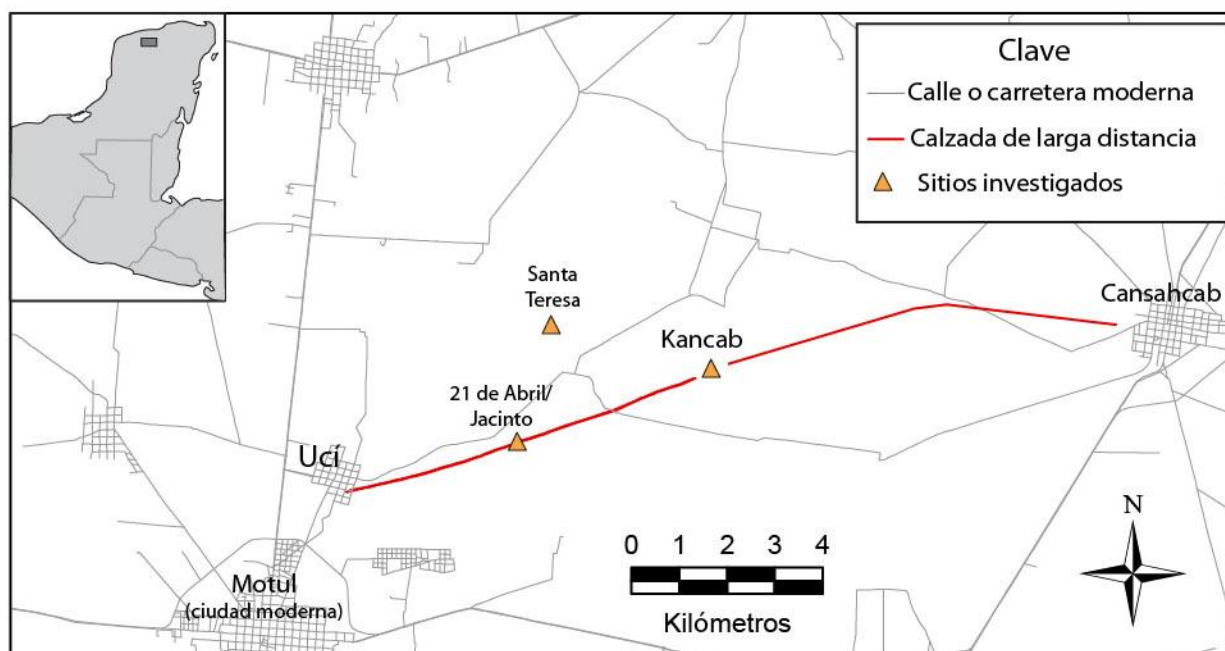 Clave
Calle o carretera moderna
Calzada de larga distancia
Sitios investigados
Santa
Teresa
Cansahcab
Kancab
21 de Abril/
Jacinto
Ucí
N
0 1 2 3 4
Kilómetros
Motul
(ciudad moderna)